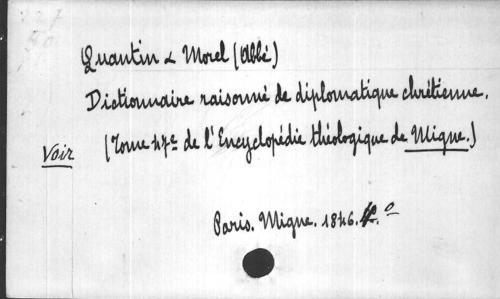 Quantin & Morel (Abbé)
Dictionnaire raisonné de diplomatique chrétienne.
Voir (Tome 47e de l'Encyclopédie théologique de Migne.)
Paris. Migne. 1846. 4.°